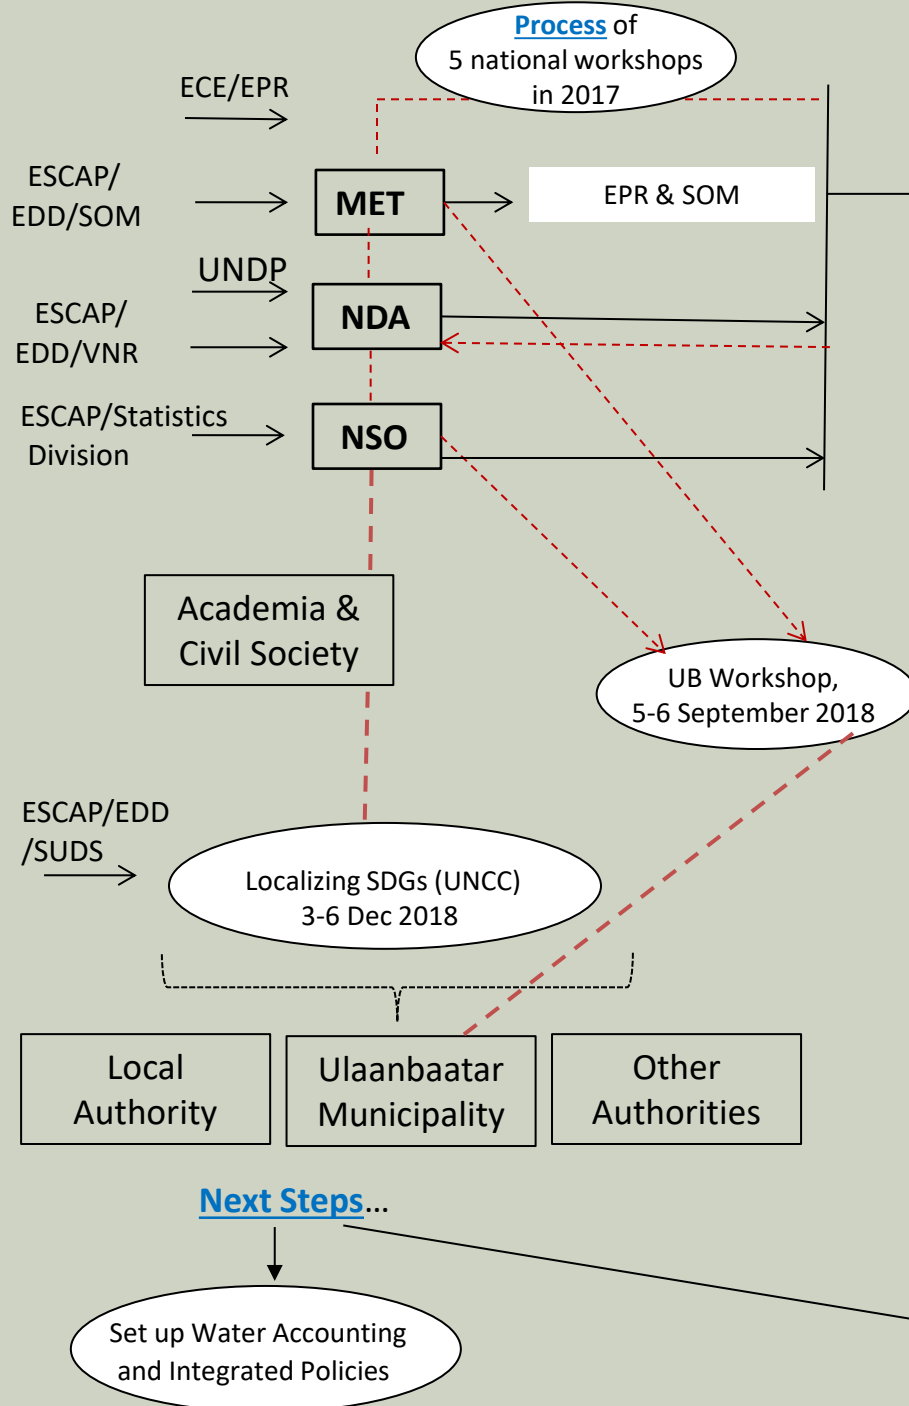 Process of
5 national workshops
in 2017
ECE/EPR
ESCAP/
EDD/SOM
MET
EPR & SOM
UNDP
NDA
ESCAP/
EDD/VNR
ESCAP/Statistics
Division
NSO
Academia &
Civil Society
UB Workshop,
5-6 September 2018
ESCAP/EDD
/SUDS
Localizing SDGs (UNCC)
3-6 Dec 2018
Local
Authority
Ulaanbaatar
Municipality
Other
Authorities
Next Steps...
Set up Water Accounting
and Integrated Policies